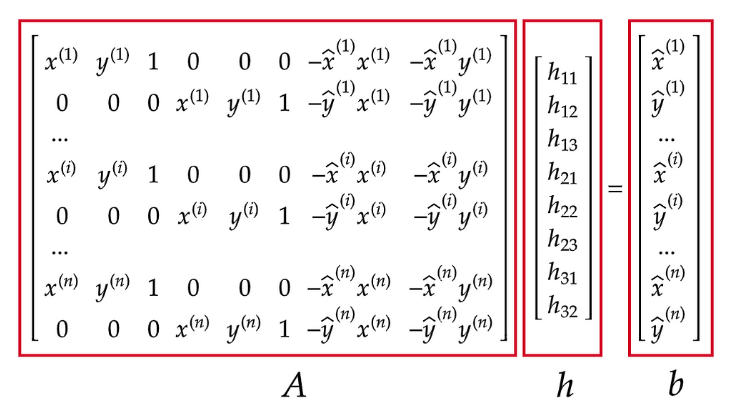 x^(1) y^(1) 1 0 0 0 –x̂^(1)x^(1) –x̂^(1)y^(1)
0 0 0 x^(1) y^(1) 1 –ŷ^(1)x^(1) –ŷ^(1)y^(1)
...
x^(i) y^(i) 1 0 0 0 –x̂^(i)x^(i) –x̂^(i)y^(i)
0 0 0 x^(i) y^(i) 1 –ŷ^(i)x^(i) –ŷ^(i)y^(i)
...
x^(n) y^(n) 1 0 0 0 –x̂^(n)x^(n) –x̂^(n)y^(n)
0 0 0 x^(n) y^(n) 1 –ŷ^(n)x^(n) –ŷ^(n)y^(n)
h₁₁
h₁₂
h₁₃
h₂₁
h₂₂
h₂₃
h₃₁
h₃₂
=
x̂^(1)
ŷ^(1)
...
x̂^(i)
ŷ^(i)
...
x̂^(n)
ŷ^(n)
A h b